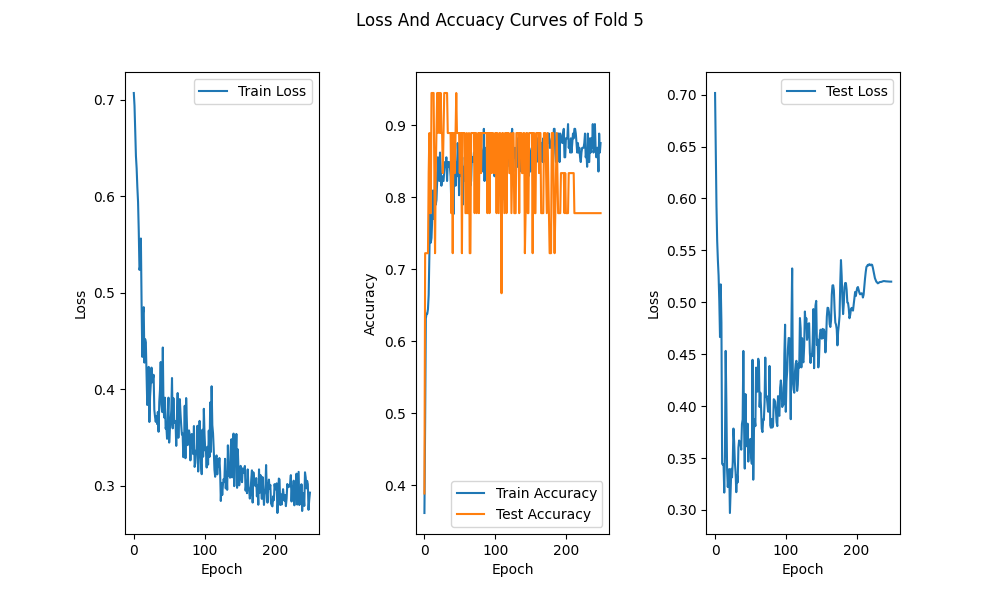 Loss And Accuacy Curves of Fold 5
Train Loss
0.7
0.6
0.5
0.4
0.3
Loss
0 100 200
Epoch
0.9
0.8
0.7
0.6
0.5
0.4
Accuracy
Train Accuracy
Test Accuracy
0 100 200
Epoch
Test Loss
0.70
0.65
0.60
0.55
0.50
0.45
0.40
0.35
0.30
Loss
0 100 200
Epoch